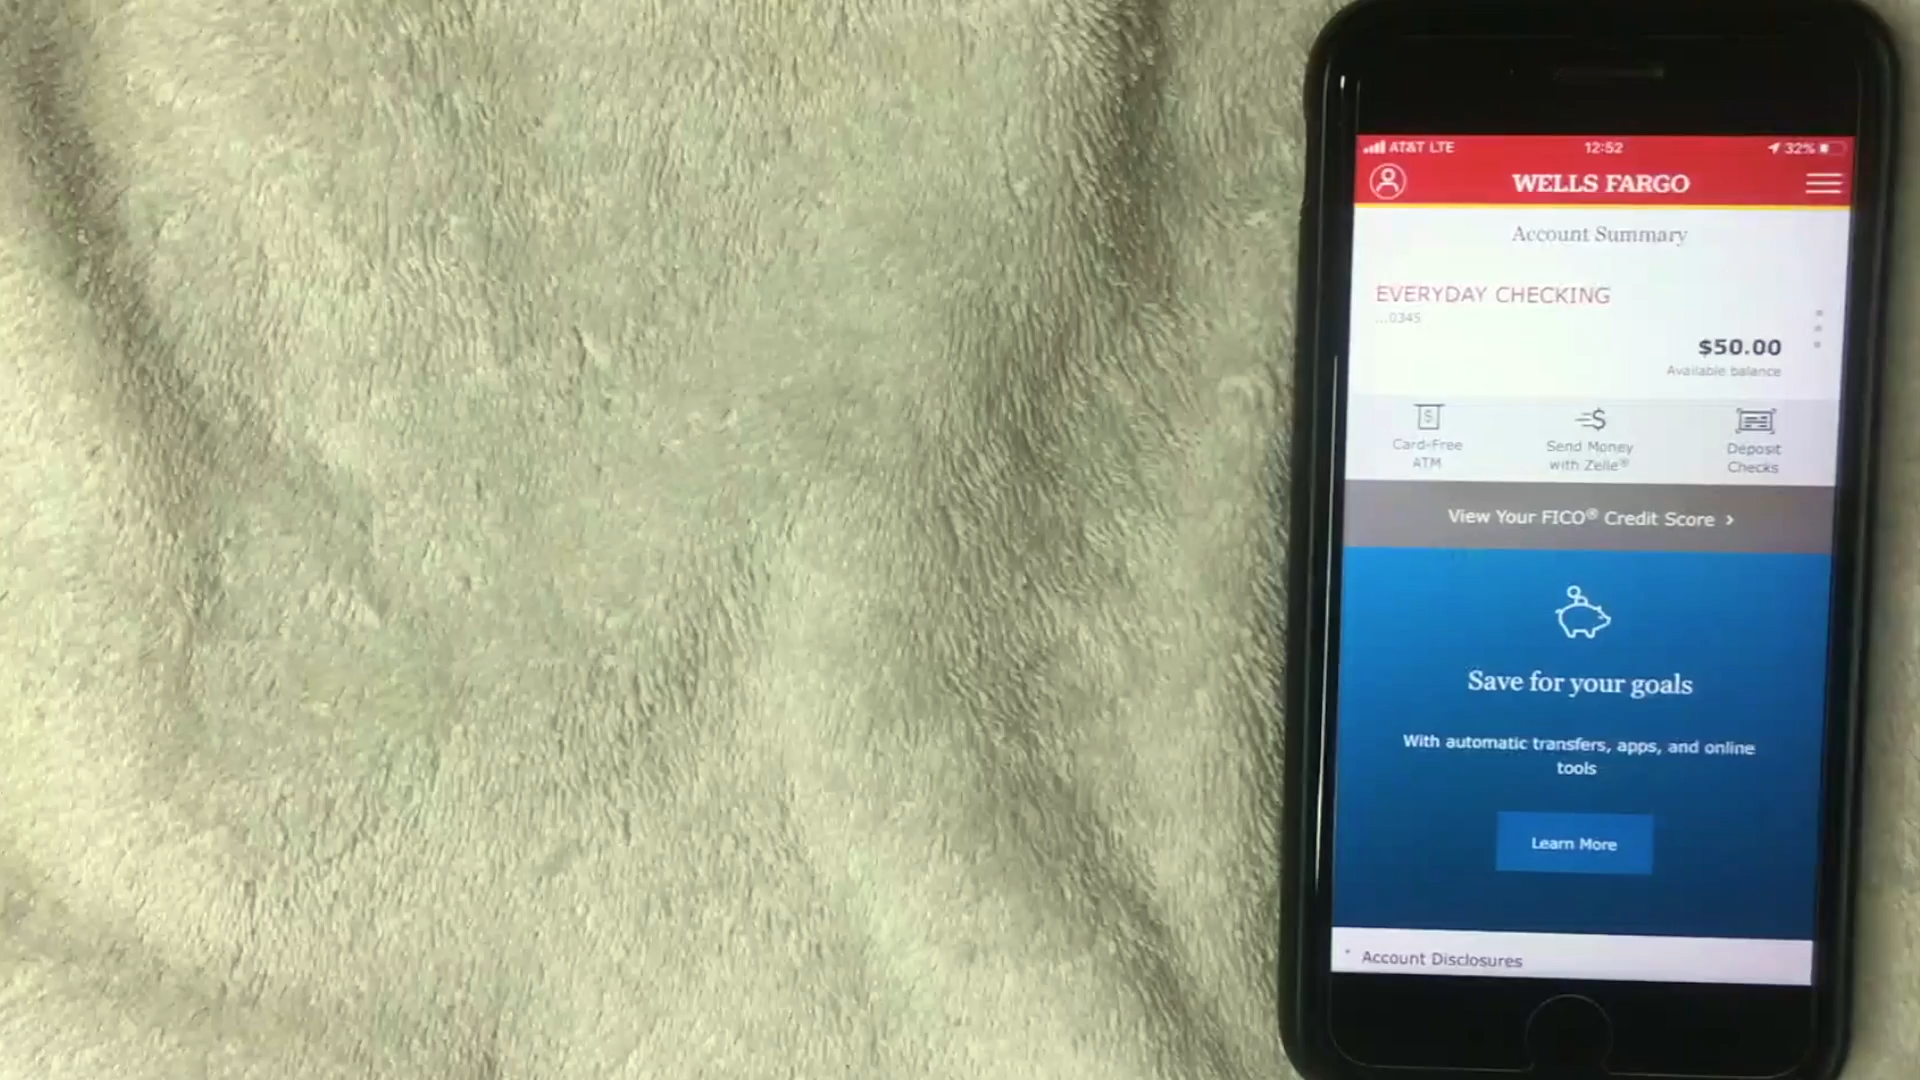 AT&T LTE 12:52 32%
WELLS FARGO
Account Summary
EVERYDAY CHECKING
...0345
$50.00
Available balance
Card-Free
ATM
Send Money
with Zelle®
Deposit
Checks
View Your FICO® Credit Score >
Save for your goals
With automatic transfers, apps, and online
tools
Learn More
* Account Disclosures